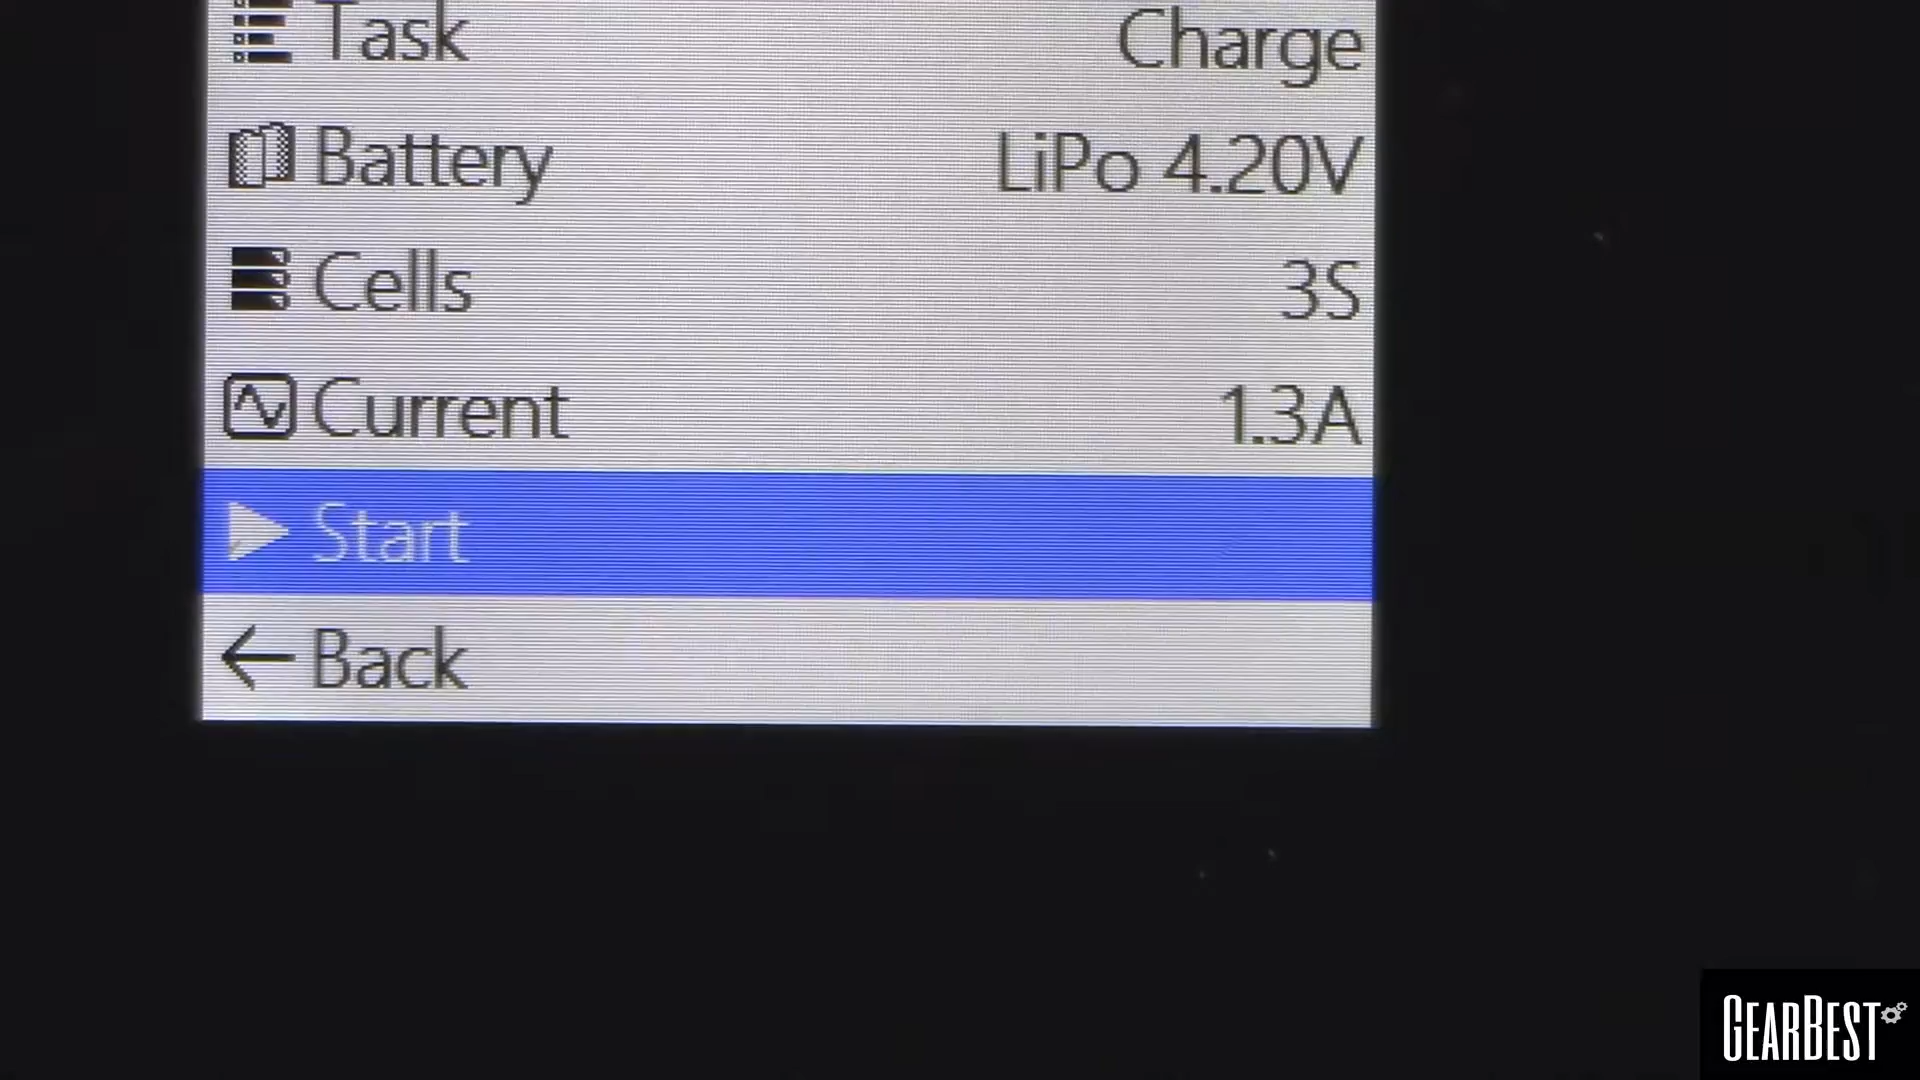 Task Charge
Battery LiPo 4.20V
Cells 3S
Current 1.3A
Start
Back
GEARBEST